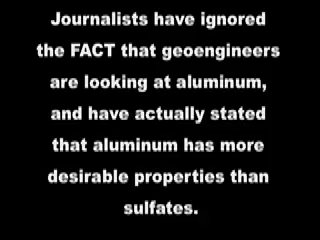 Journalists have ignored
the FACT that geoengineers
are looking at aluminum,
and have actually stated
that aluminum has more
desirable properties than
sulfates.